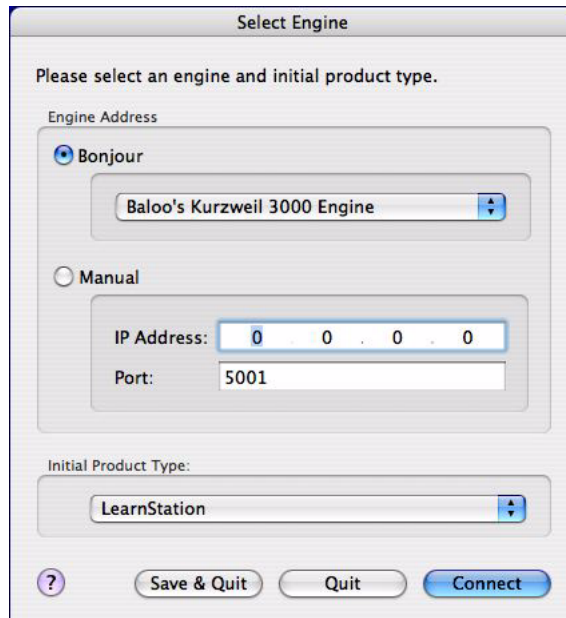 Select Engine
Please select an engine and initial product type.
Engine Address
Bonjour
Baloo's Kurzweil 3000 Engine
Manual
IP Address: 0 . 0 . 0 . 0
Port: 5001
Initial Product Type:
LearnStation
? Save & Quit Quit Connect